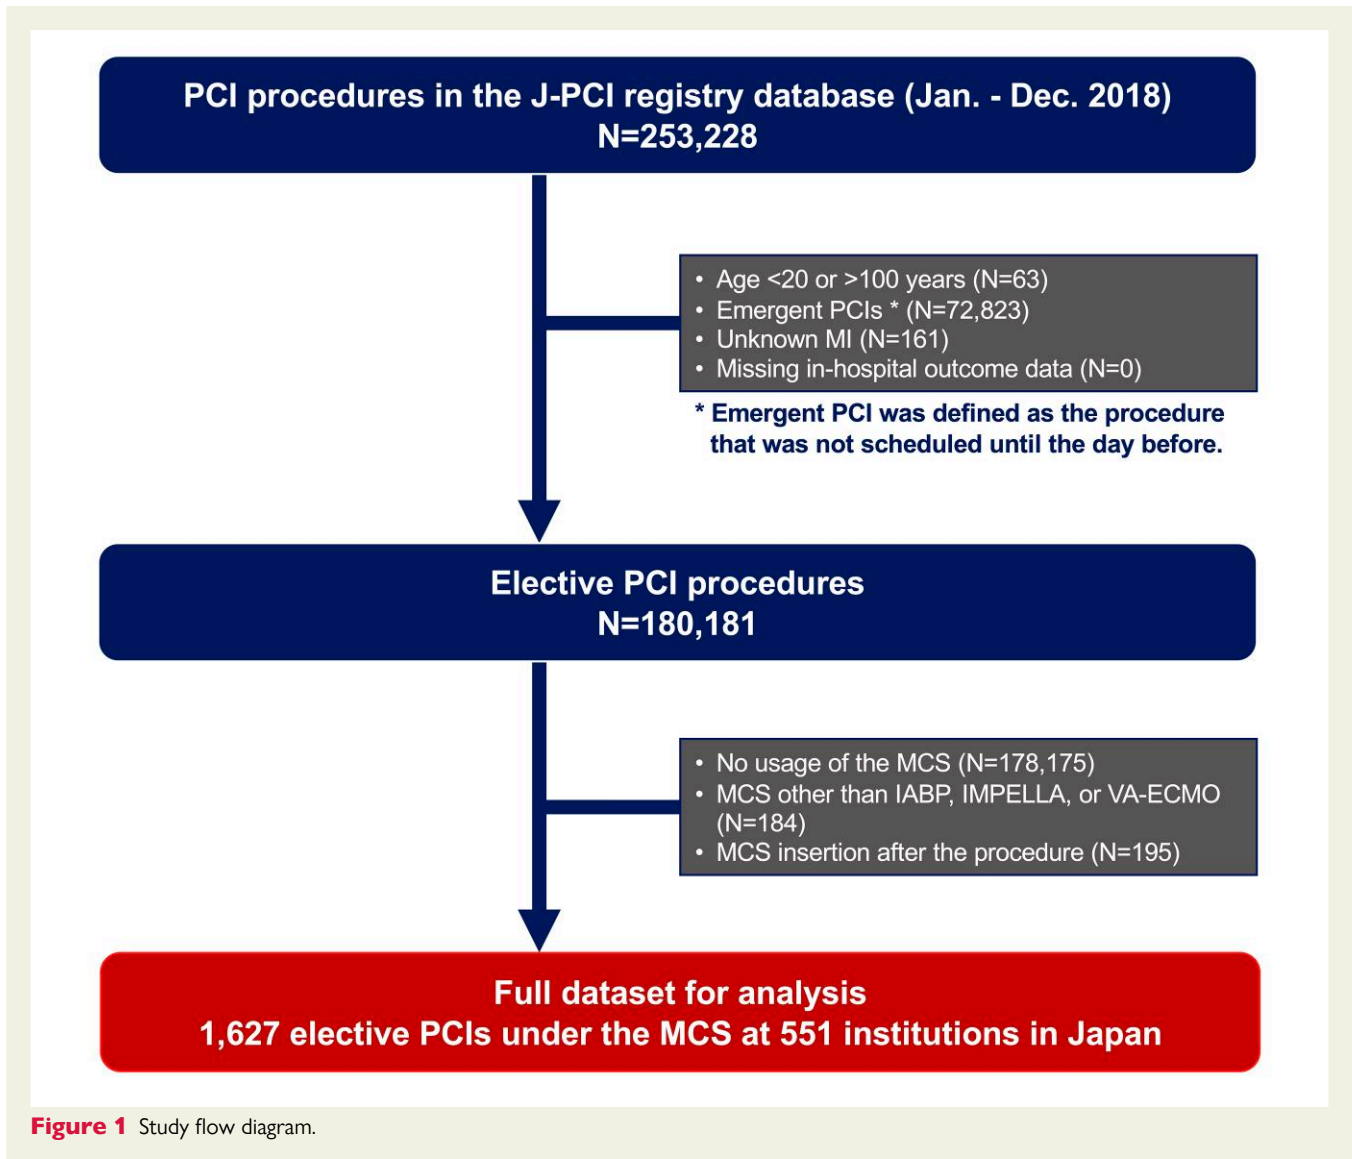 PCI procedures in the J-PCI registry database (Jan. - Dec. 2018)
N=253,228
• Age <20 or >100 years (N=63)
• Emergent PCIs * (N=72,823)
• Unknown MI (N=161)
• Missing in-hospital outcome data (N=0)
* Emergent PCI was defined as the procedure
that was not scheduled until the day before.
Elective PCI procedures
N=180,181
• No usage of the MCS (N=178,175)
• MCS other than IABP, IMPELLA, or VA-ECMO
(N=184)
• MCS insertion after the procedure (N=195)
Full dataset for analysis
1,627 elective PCIs under the MCS at 551 institutions in Japan
Figure 1 Study flow diagram.